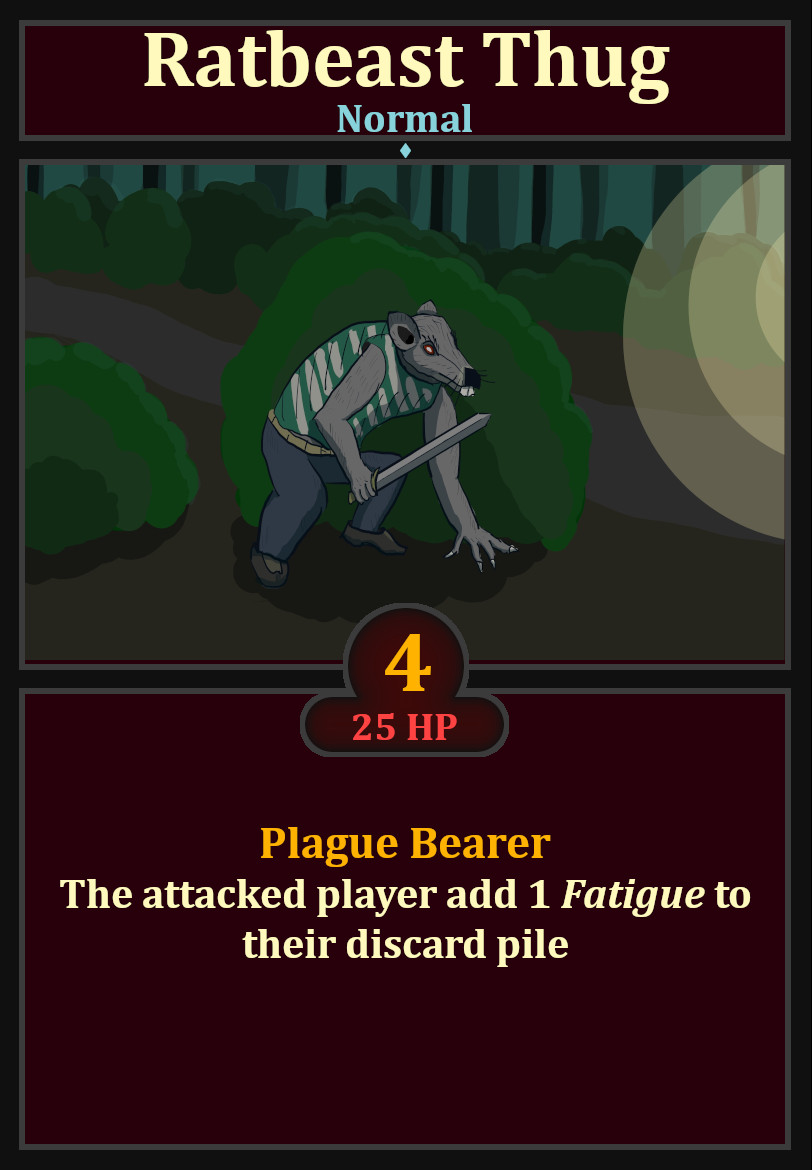 Ratbeast Thug
Normal
4
25 HP
Plague Bearer
The attacked player add 1 Fatigue to
their discard pile